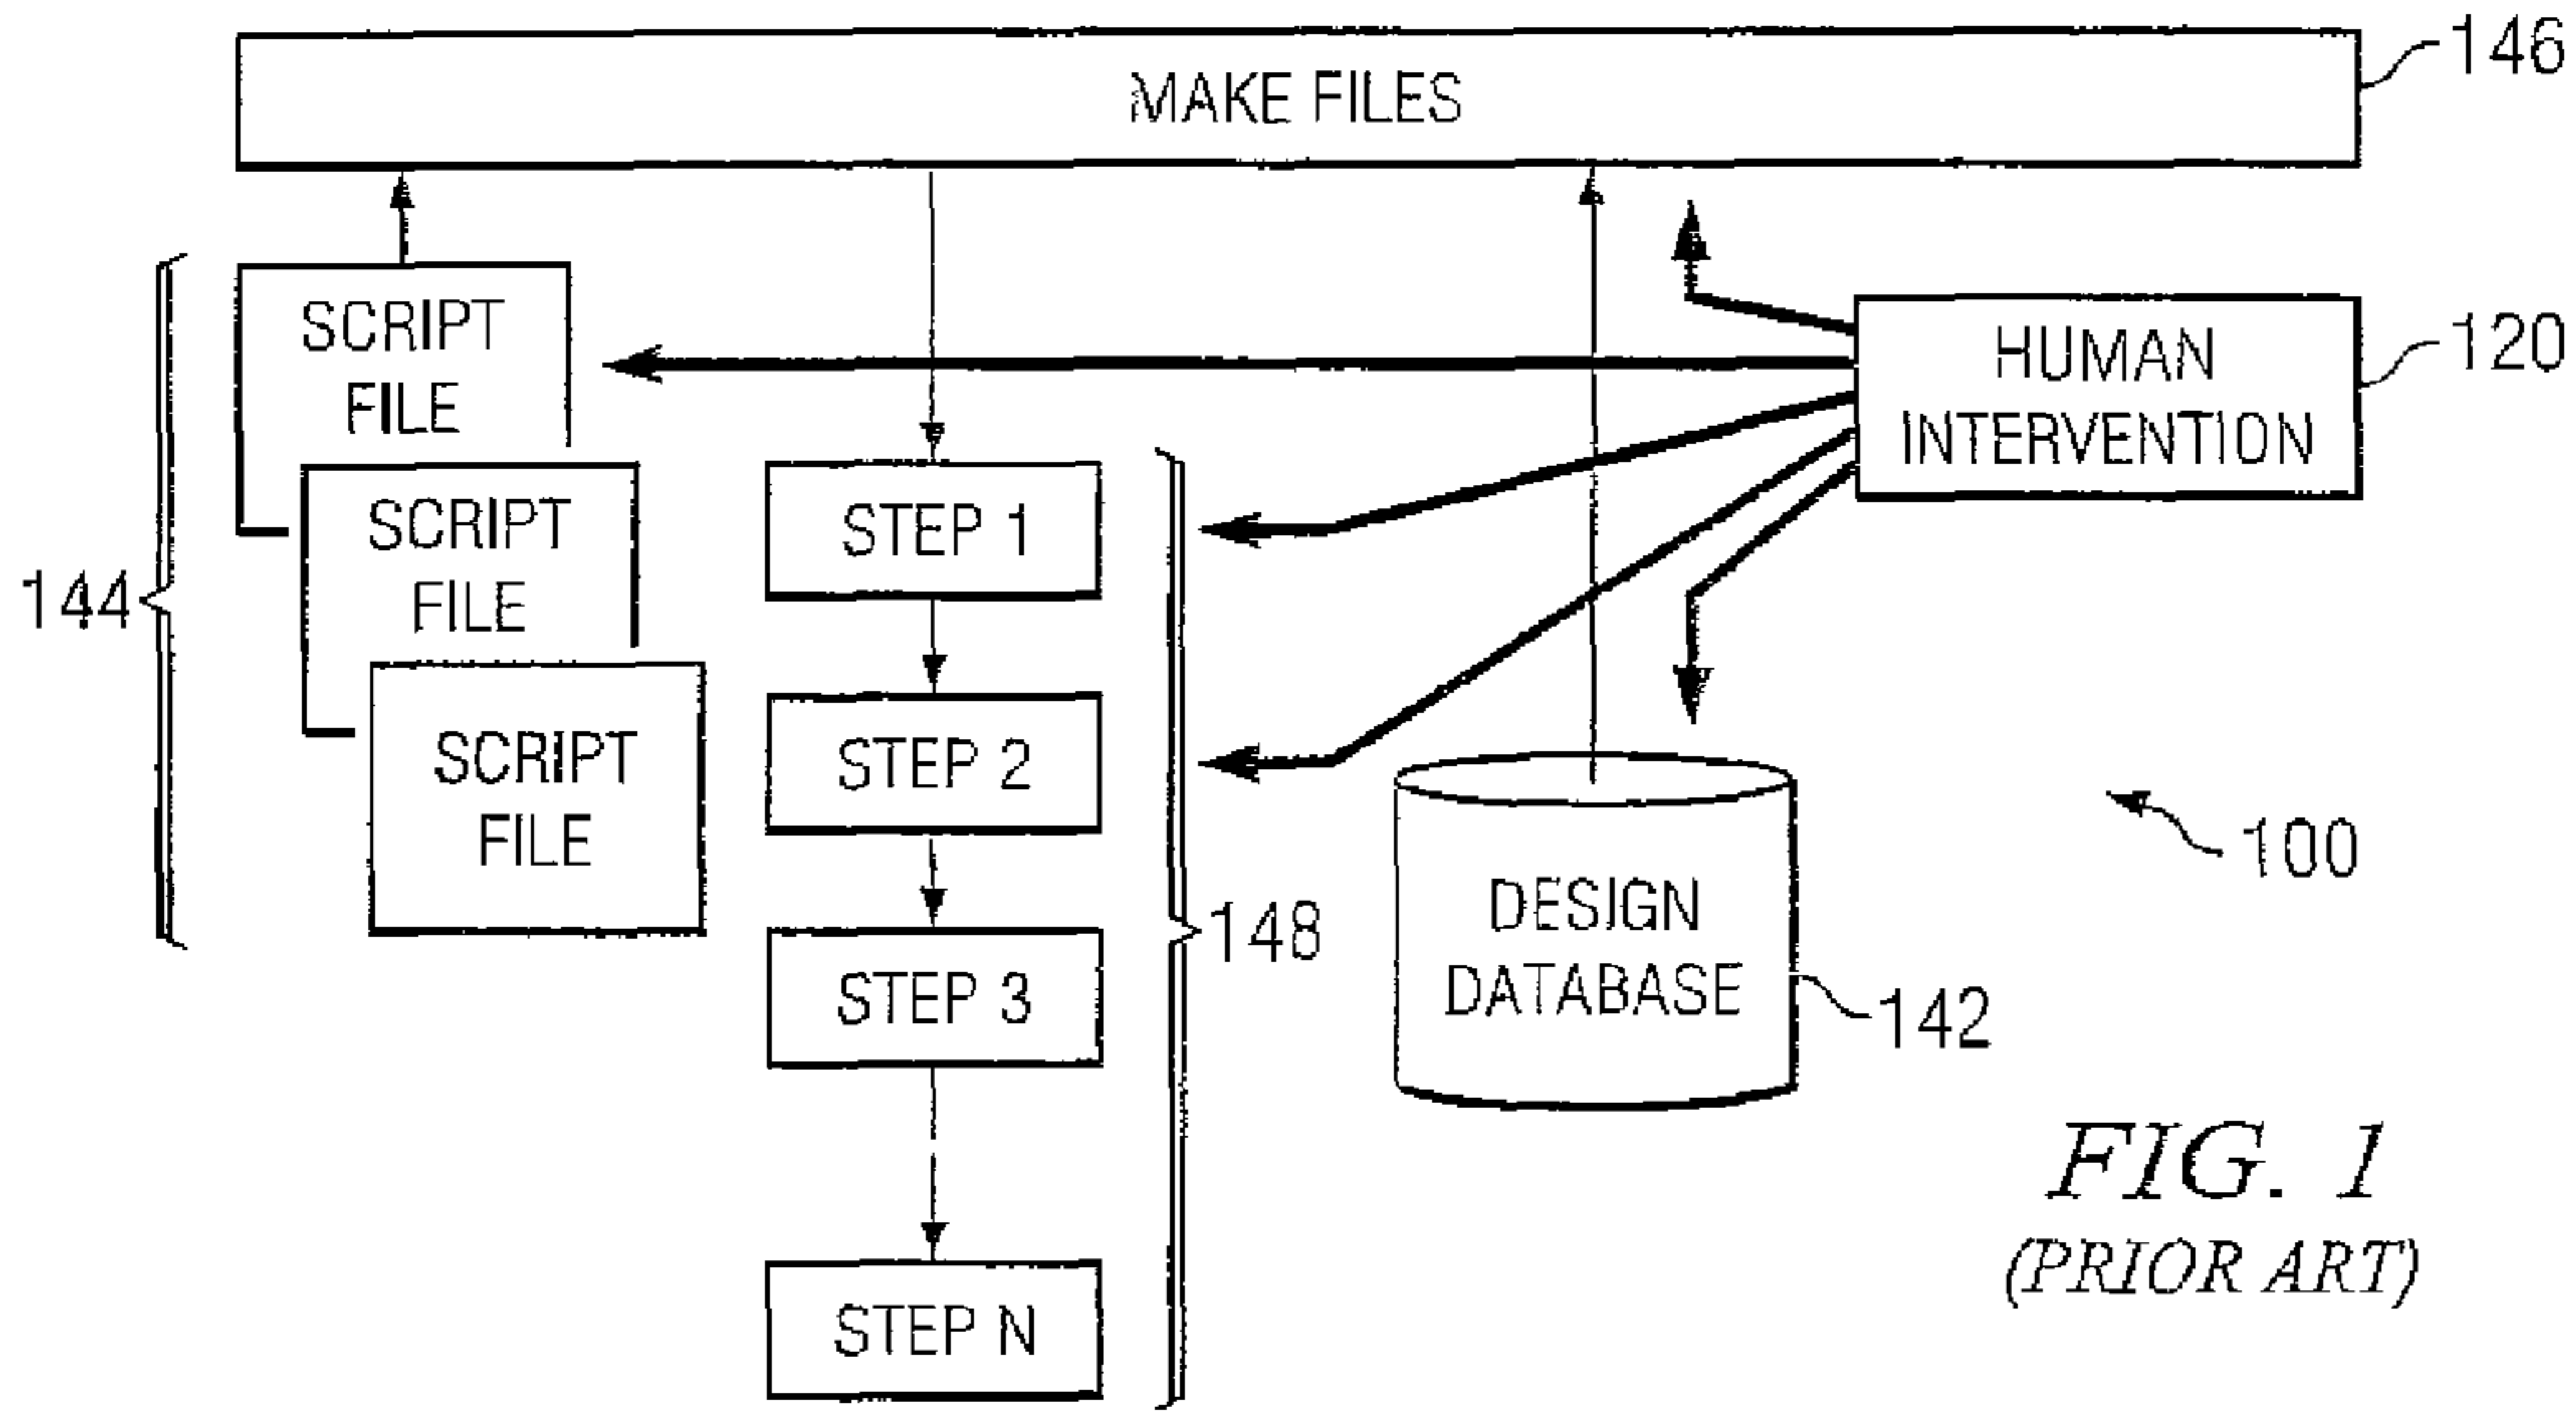 MAKE FILES
146
SCRIPT
FILE
SCRIPT
FILE
SCRIPT
FILE
144
STEP 1
STEP 2
STEP 3
STEP N
148
HUMAN
INTERVENTION
120
DESIGN
DATABASE
142
100
FIG. 1
(PRIOR ART)